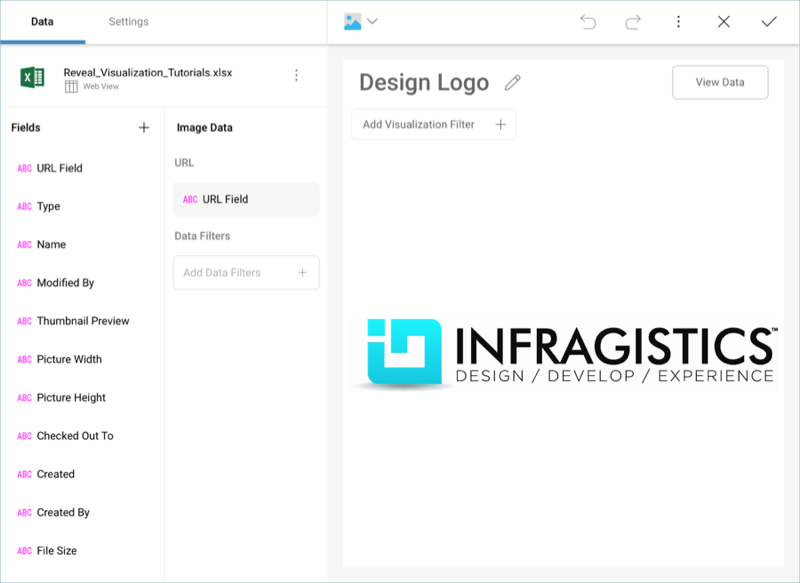 Data
Settings
Reveal_Visualization_Tutorials.xlsx
Web View
Fields
ABC URL Field
ABC Type
ABC Name
ABC Modified By
ABC Thumbnail Preview
ABC Picture Width
ABC Picture Height
ABC Checked Out To
ABC Created
ABC Created By
ABC File Size
Image Data
URL
ABC URL Field
Data Filters
Add Data Filters
Design Logo
View Data
Add Visualization Filter
INFRAGISTICS™
DESIGN / DEVELOP / EXPERIENCE